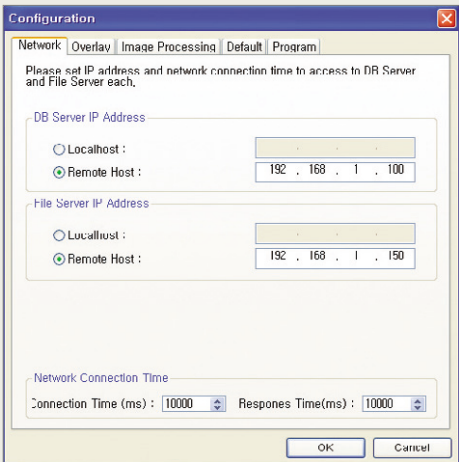 Configuration
Network Overlay Image Processing Default Program
Please set IP address and network connection time to access to DB Server
and File Server each.
DB Server IP Address
Localhost :
Remote Host : 192 . 168 . 1 . 100
File Server IP Address
Localhost :
Remote Host : 192 . 168 . 1 . 150
Network Connection Time
Connection Time (ms) : 10000 Respones Time(ms) : 10000
OK Cancel